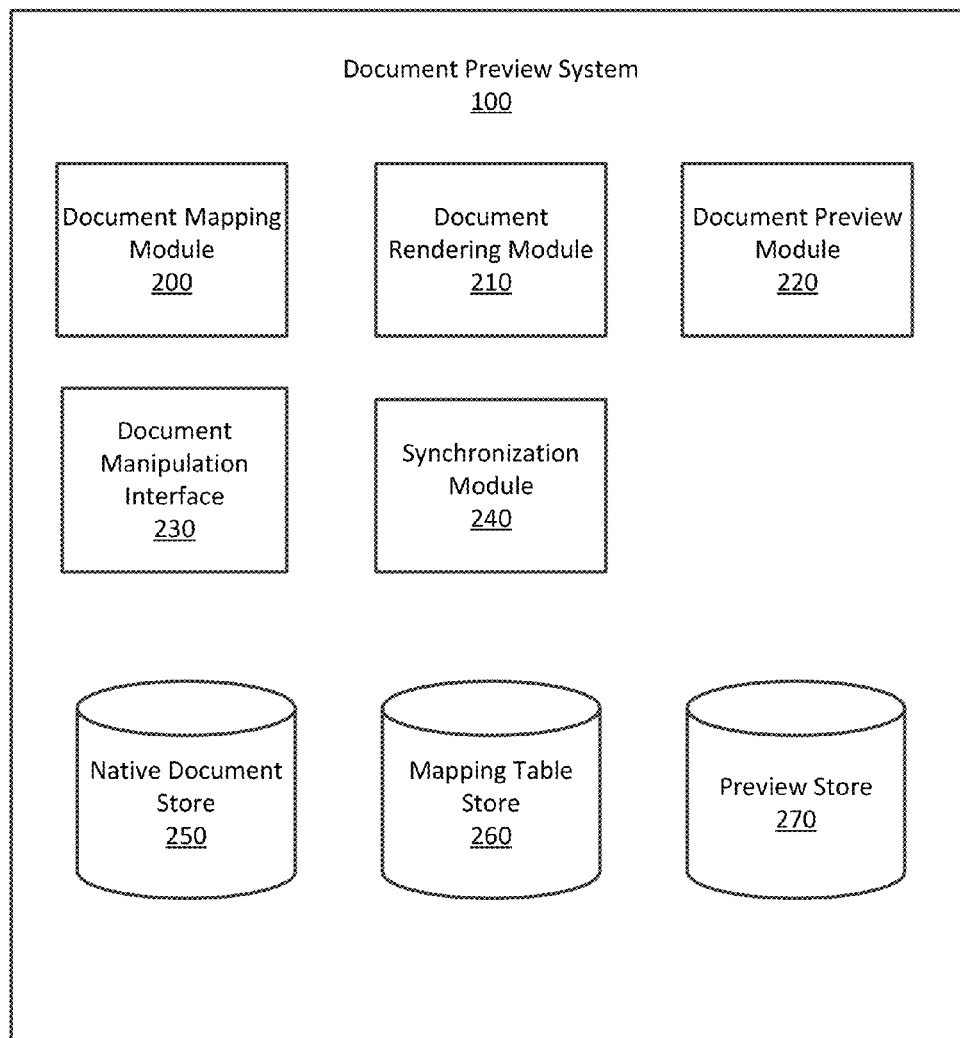 Document Preview System
100
Document Mapping
Module
200
Document
Rendering Module
210
Document Preview
Module
220
Document
Manipulation
Interface
230
Synchronization
Module
240
Native Document
Store
250
Mapping Table
Store
260
Preview Store
270